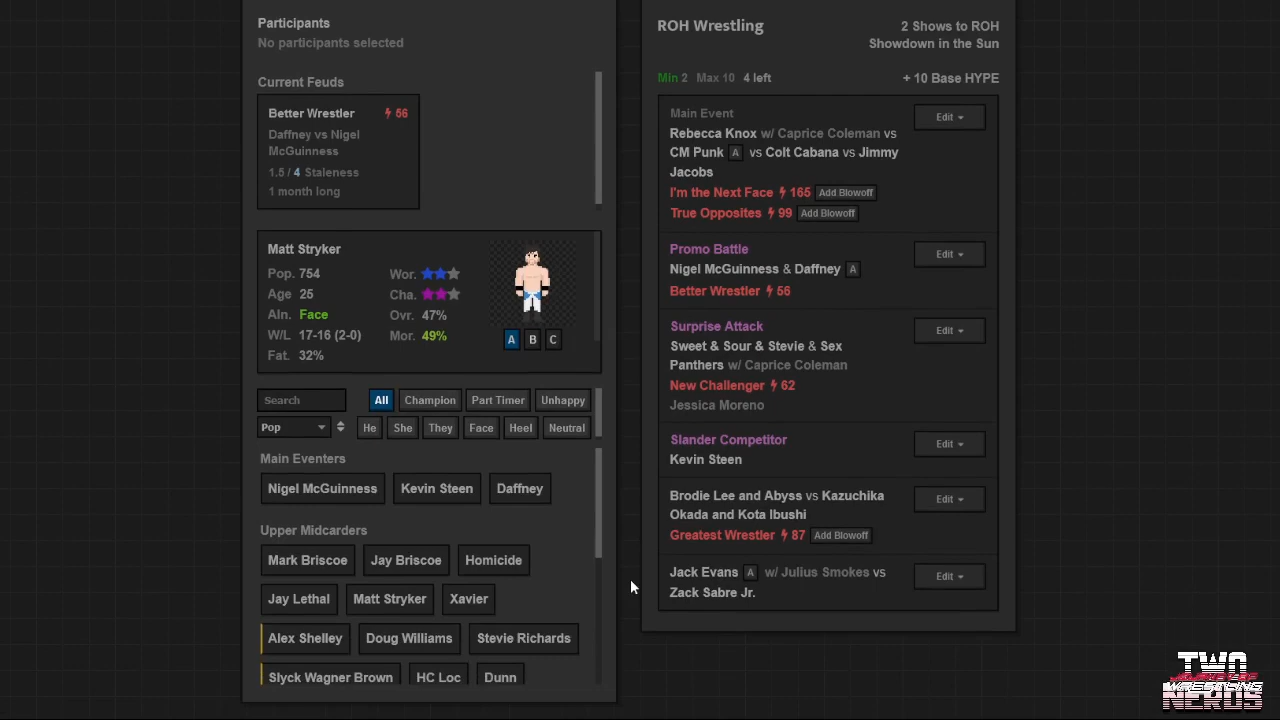 Participants
No participants selected
Current Feuds
Better Wrestler 56
Daffney vs Nigel
McGuinness
1.5 / 4 Staleness
1 month long
Matt Stryker
Pop. 754 Wor.
Age 25 Cha.
Aln. Face Ovr. 47%
W/L 17-16 (2-0) Mor. 49%
Fat. 32%
A B C
Search All Champion Part Timer Unhappy
Pop He She They Face Heel Neutral
Main Eventers
Nigel McGuinness Kevin Steen Daffney
Upper Midcarders
Mark Briscoe Jay Briscoe Homicide
Jay Lethal Matt Stryker Xavier
Alex Shelley Doug Williams Stevie Richards
Slyck Wagner Brown HC Loc Dunn
ROH Wrestling
2 Shows to ROH
Showdown in the Sun
Min 2 Max 10 4 left + 10 Base HYPE
Main Event Edit
Rebecca Knox w/ Caprice Coleman vs
CM Punk A vs Colt Cabana vs Jimmy
Jacobs
I'm the Next Face 165 Add Blowoff
True Opposites 99 Add Blowoff
Promo Battle Edit
Nigel McGuinness & Daffney A
Better Wrestler 56
Surprise Attack Edit
Sweet & Sour & Stevie & Sex
Panthers w/ Caprice Coleman
New Challenger 62
Jessica Moreno
Slander Competitor Edit
Kevin Steen
Brodie Lee and Abyss vs Kazuchika Edit
Okada and Kota Ibushi
Greatest Wrestler 87 Add Blowoff
Jack Evans A w/ Julius Smokes vs Edit
Zack Sabre Jr.
TWO
WRESTLING
NERDS